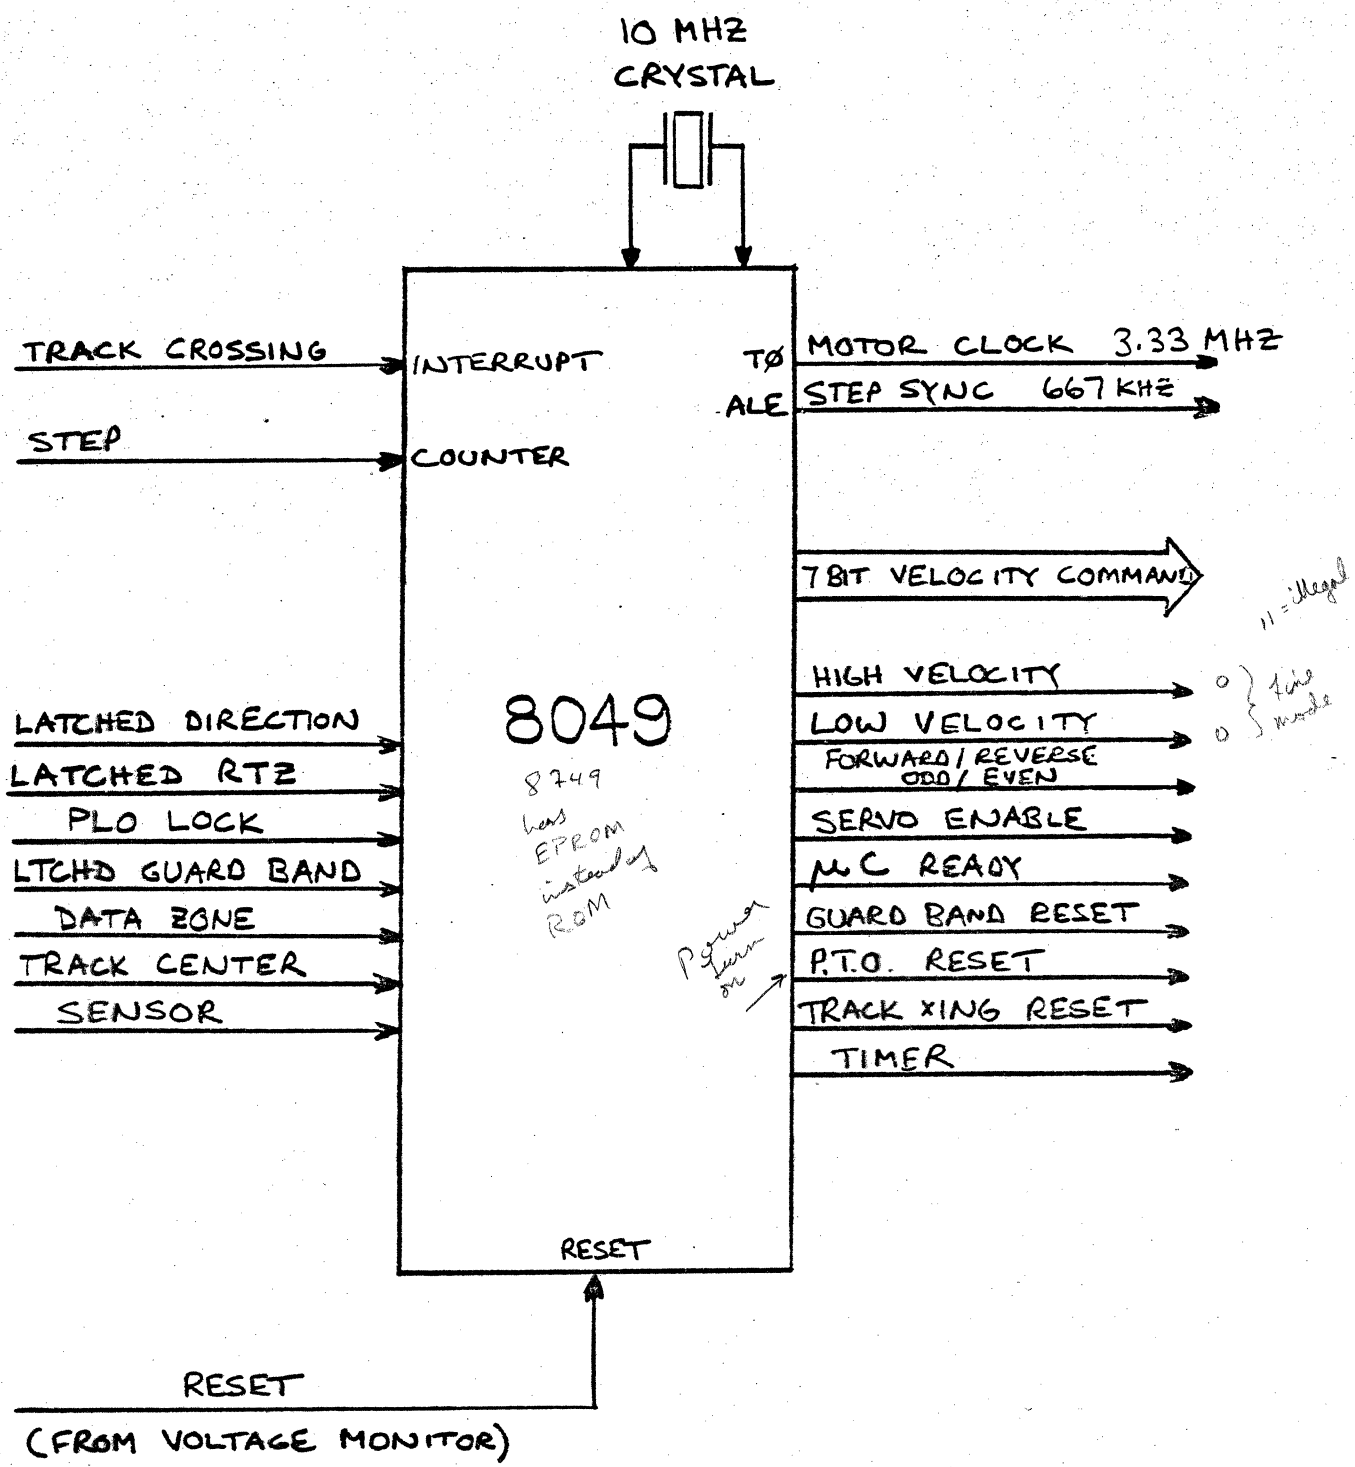 10 MHZ
CRYSTAL
TRACK CROSSING
INTERRUPT
STEP
COUNTER
TØ
MOTOR CLOCK 3.33 MHZ
ALE
STEP SYNC 667 KHZ
7 BIT VELOCITY COMMAND
11 = illegal
HIGH VELOCITY
0
LOW VELOCITY
0
fine
mode
FORWARD/REVERSE
ODD/EVEN
SERVO ENABLE
µC READY
GUARD BAND RESET
P.T.O. RESET
TRACK XING RESET
TIMER
8049
8749
has
EPROM
instead of
ROM
Power
turn
on
LATCHED DIRECTION
LATCHED RTZ
PLO LOCK
LTCHD GUARD BAND
DATA ZONE
TRACK CENTER
SENSOR
RESET
RESET
(FROM VOLTAGE MONITOR)